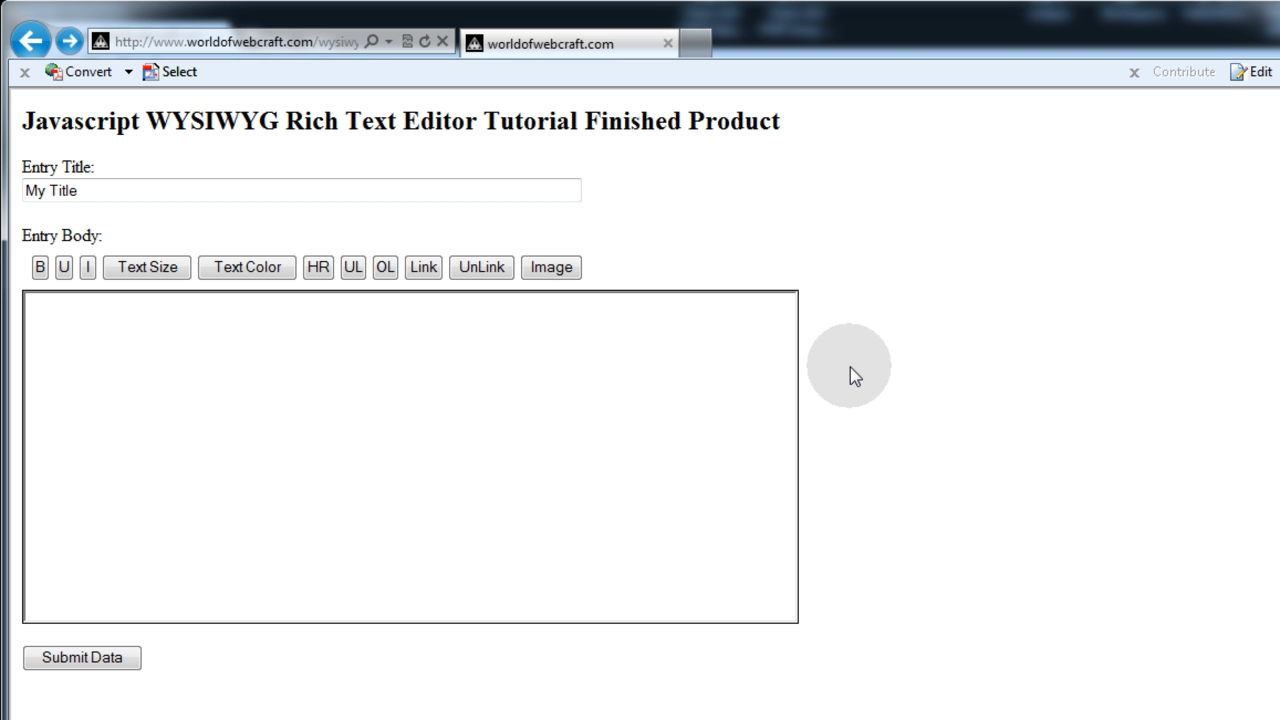 http://www.worldofwebcraft.com/wysiwy
worldofwebcraft.com
Convert Select Contribute Edit
Javascript WYSIWYG Rich Text Editor Tutorial Finished Product
Entry Title:
My Title
Entry Body:
B U I Text Size Text Color HR UL OL Link UnLink Image
Submit Data